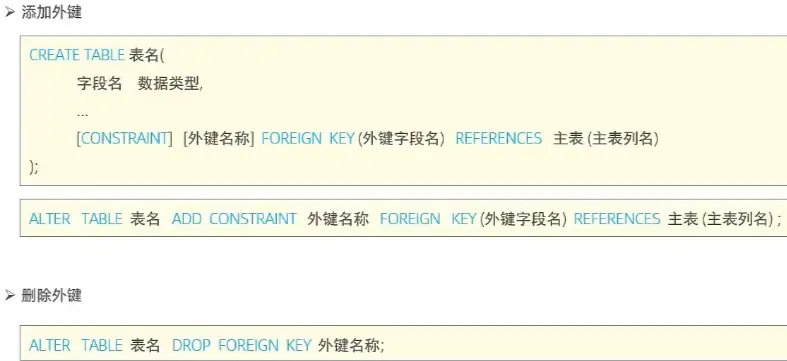 ➢ 添加外键
CREATE TABLE 表名(
字段名 数据类型,
...
[CONSTRAINT] [外键名称] FOREIGN KEY (外键字段名) REFERENCES 主表 (主表列名)
);
ALTER TABLE 表名 ADD CONSTRAINT 外键名称 FOREIGN KEY (外键字段名) REFERENCES 主表 (主表列名) ;
➢ 删除外键
ALTER TABLE 表名 DROP FOREIGN KEY 外键名称;